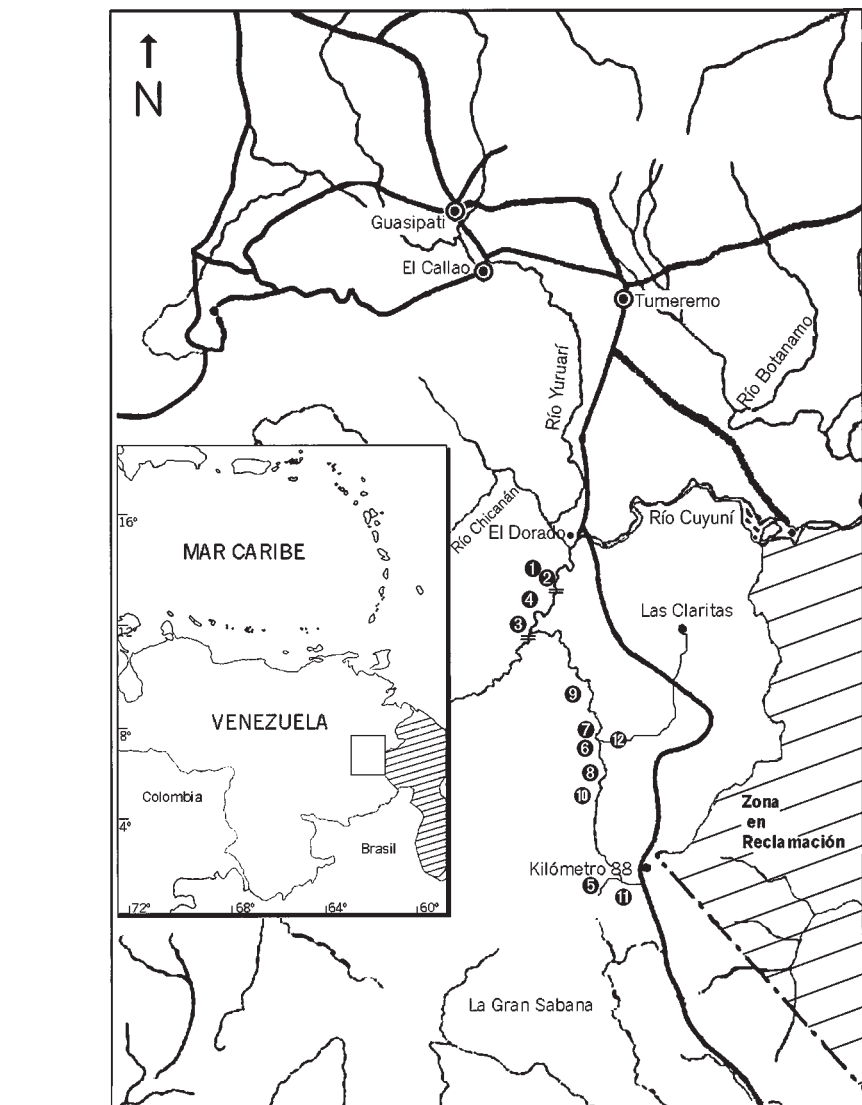 N
Guasipati
El Callao
Tumeremo
Río Yuruarí
Río Botanamo
Río Chicanán
El Dorado
Río Cuyuní
Las Claritas
1
2
4
3
9
7
6
12
8
10
Zona
en
Reclamación
Kilómetro 88
5
11
La Gran Sabana
16°
MAR CARIBE
12°
VENEZUELA
8°
Colombia
4°
Brasil
72°
68°
64°
60°